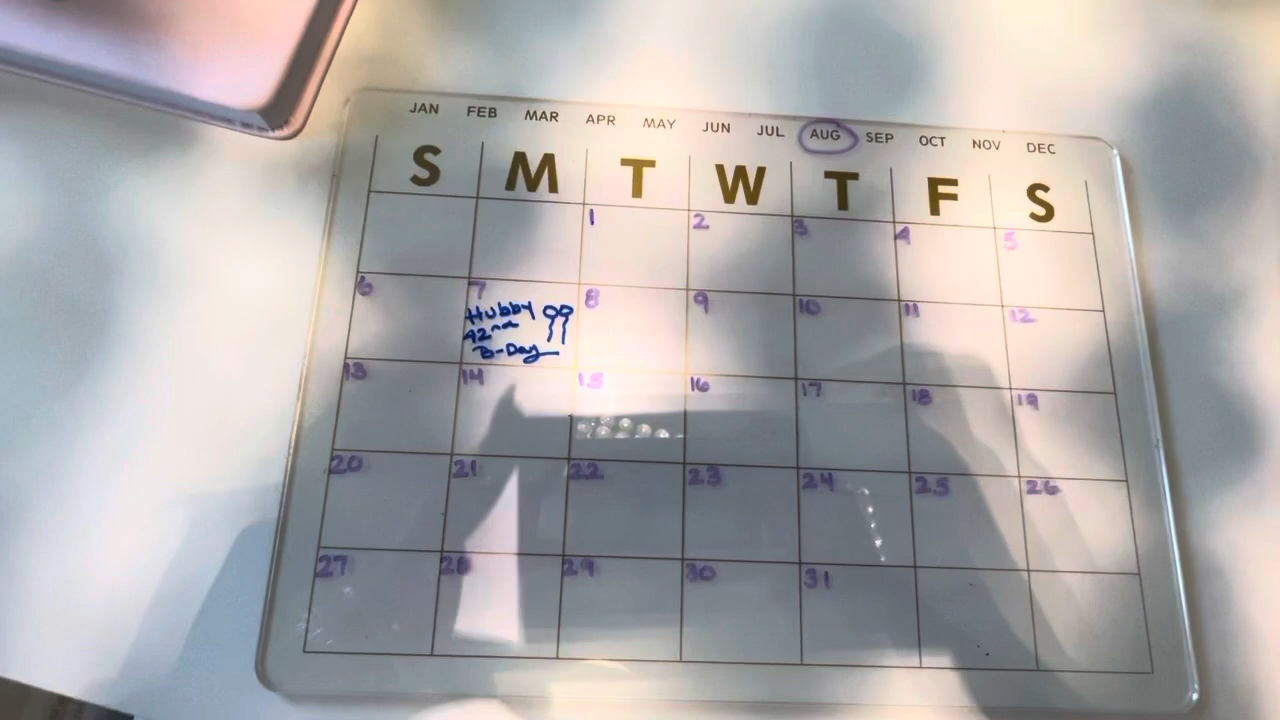 JAN FEB MAR APR MAY JUN JUL AUG SEP OCT NOV DEC
S M T W T F S
1 2 3 4 5
6 7 8 9 10 11 12
Hubby
42nd
B-Day
13 14 15 16 17 18 19
20 21 22 23 24 25 26
27 28 29 30 31